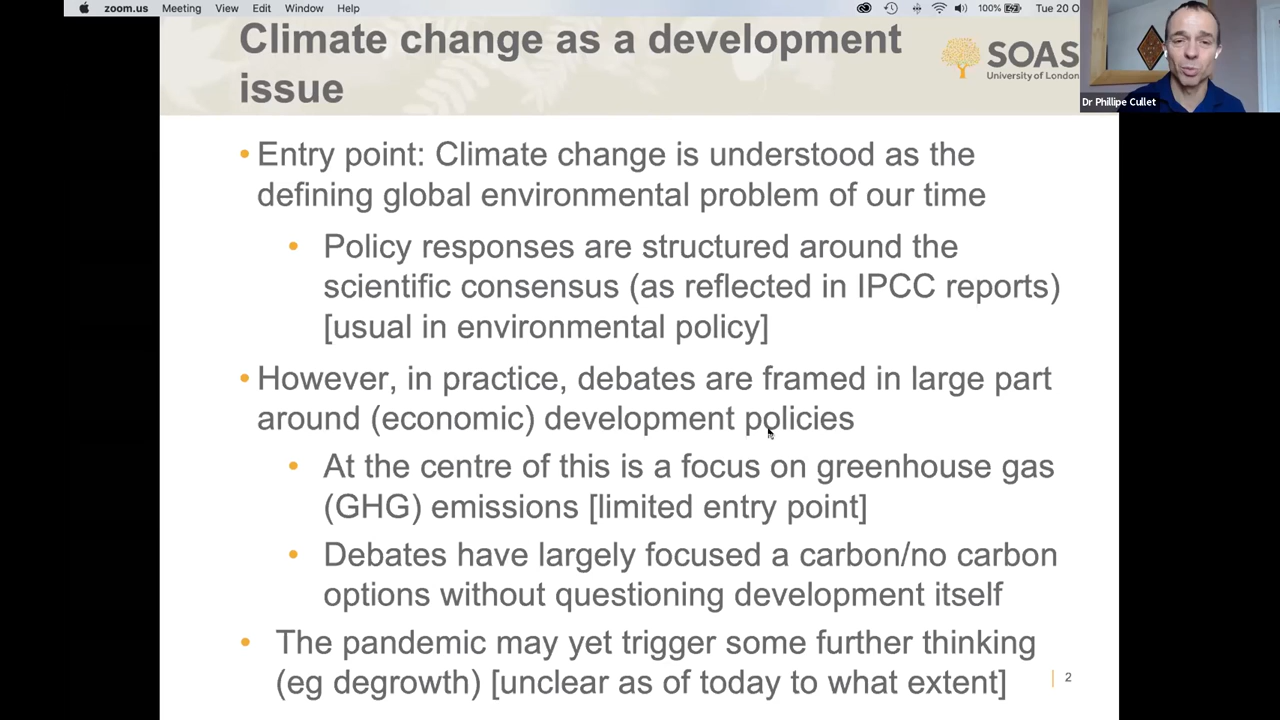 zoom.us Meeting View Edit Window Help 100% Tue 20 O
Climate change as a development
issue
SOAS
University of London
Dr Phillipe Cullet
• Entry point: Climate change is understood as the
defining global environmental problem of our time
• Policy responses are structured around the
scientific consensus (as reflected in IPCC reports)
[usual in environmental policy]
• However, in practice, debates are framed in large part
around (economic) development policies
• At the centre of this is a focus on greenhouse gas
(GHG) emissions [limited entry point]
• Debates have largely focused a carbon/no carbon
options without questioning development itself
• The pandemic may yet trigger some further thinking
(eg degrowth) [unclear as of today to what extent]
2